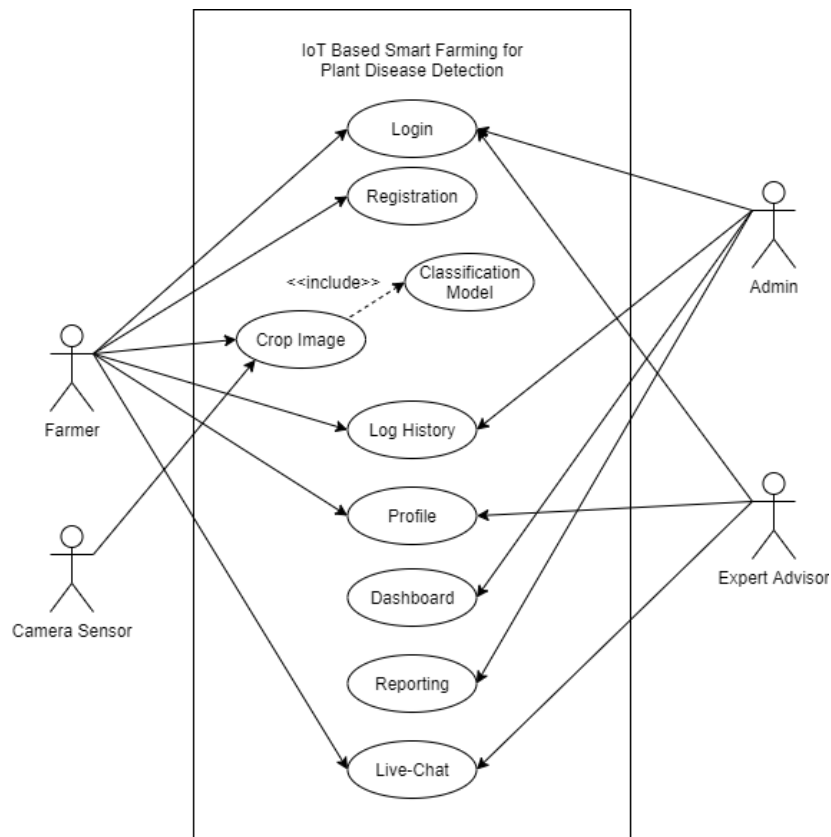 IoT Based Smart Farming for
Plant Disease Detection
Login
Registration
<<include>>
Classification
Model
Crop Image
Admin
Farmer
Log History
Profile
Expert Advisor
Dashboard
Camera Sensor
Reporting
Live-Chat